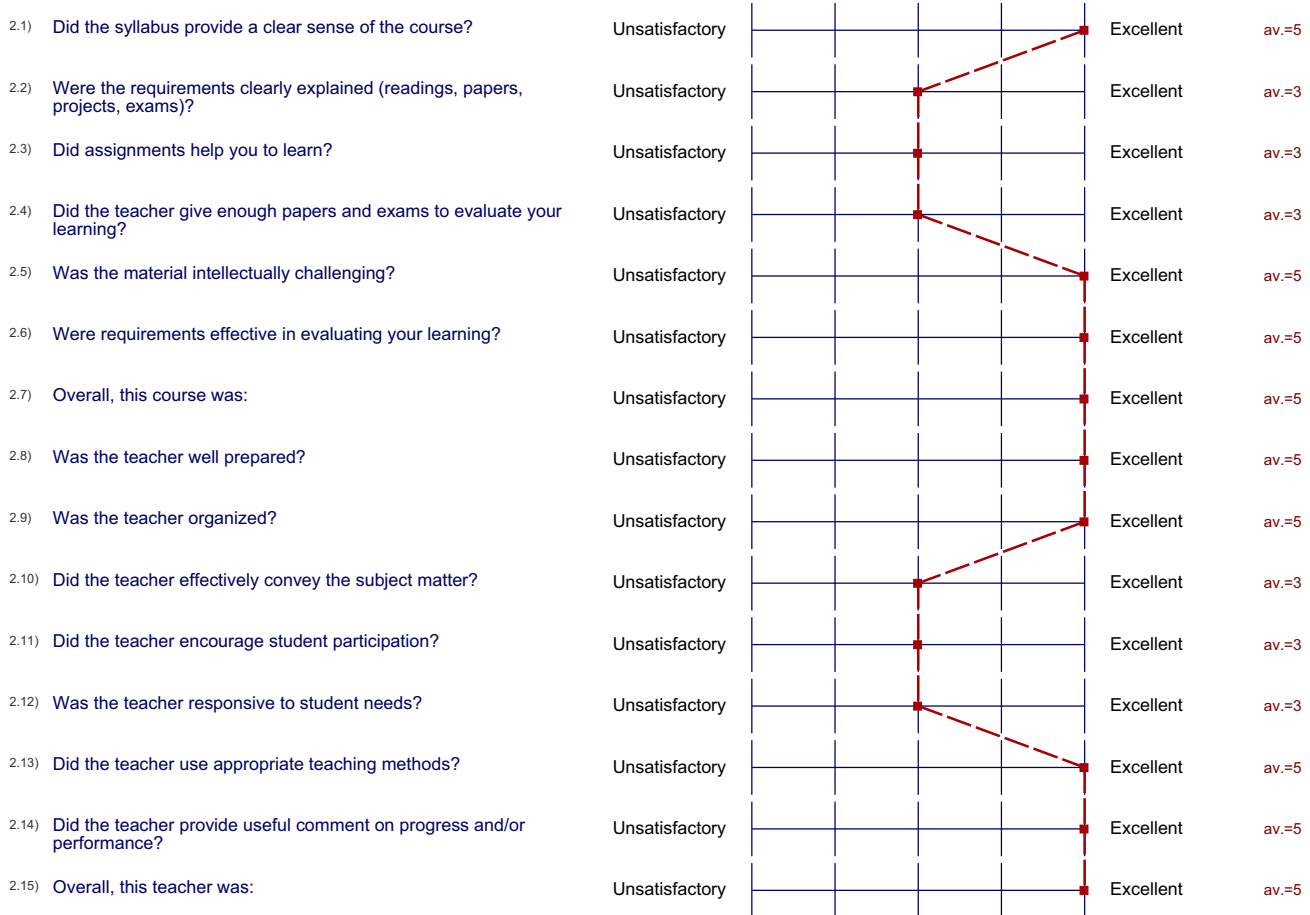 2.1) Did the syllabus provide a clear sense of the course? Unsatisfactory Excellent av.=5
2.2) Were the requirements clearly explained (readings, papers, projects, exams)? Unsatisfactory Excellent av.=3
2.3) Did assignments help you to learn? Unsatisfactory Excellent av.=3
2.4) Did the teacher give enough papers and exams to evaluate your learning? Unsatisfactory Excellent av.=3
2.5) Was the material intellectually challenging? Unsatisfactory Excellent av.=5
2.6) Were requirements effective in evaluating your learning? Unsatisfactory Excellent av.=5
2.7) Overall, this course was: Unsatisfactory Excellent av.=5
2.8) Was the teacher well prepared? Unsatisfactory Excellent av.=5
2.9) Was the teacher organized? Unsatisfactory Excellent av.=5
2.10) Did the teacher effectively convey the subject matter? Unsatisfactory Excellent av.=3
2.11) Did the teacher encourage student participation? Unsatisfactory Excellent av.=3
2.12) Was the teacher responsive to student needs? Unsatisfactory Excellent av.=3
2.13) Did the teacher use appropriate teaching methods? Unsatisfactory Excellent av.=5
2.14) Did the teacher provide useful comment on progress and/or performance? Unsatisfactory Excellent av.=5
2.15) Overall, this teacher was: Unsatisfactory Excellent av.=5